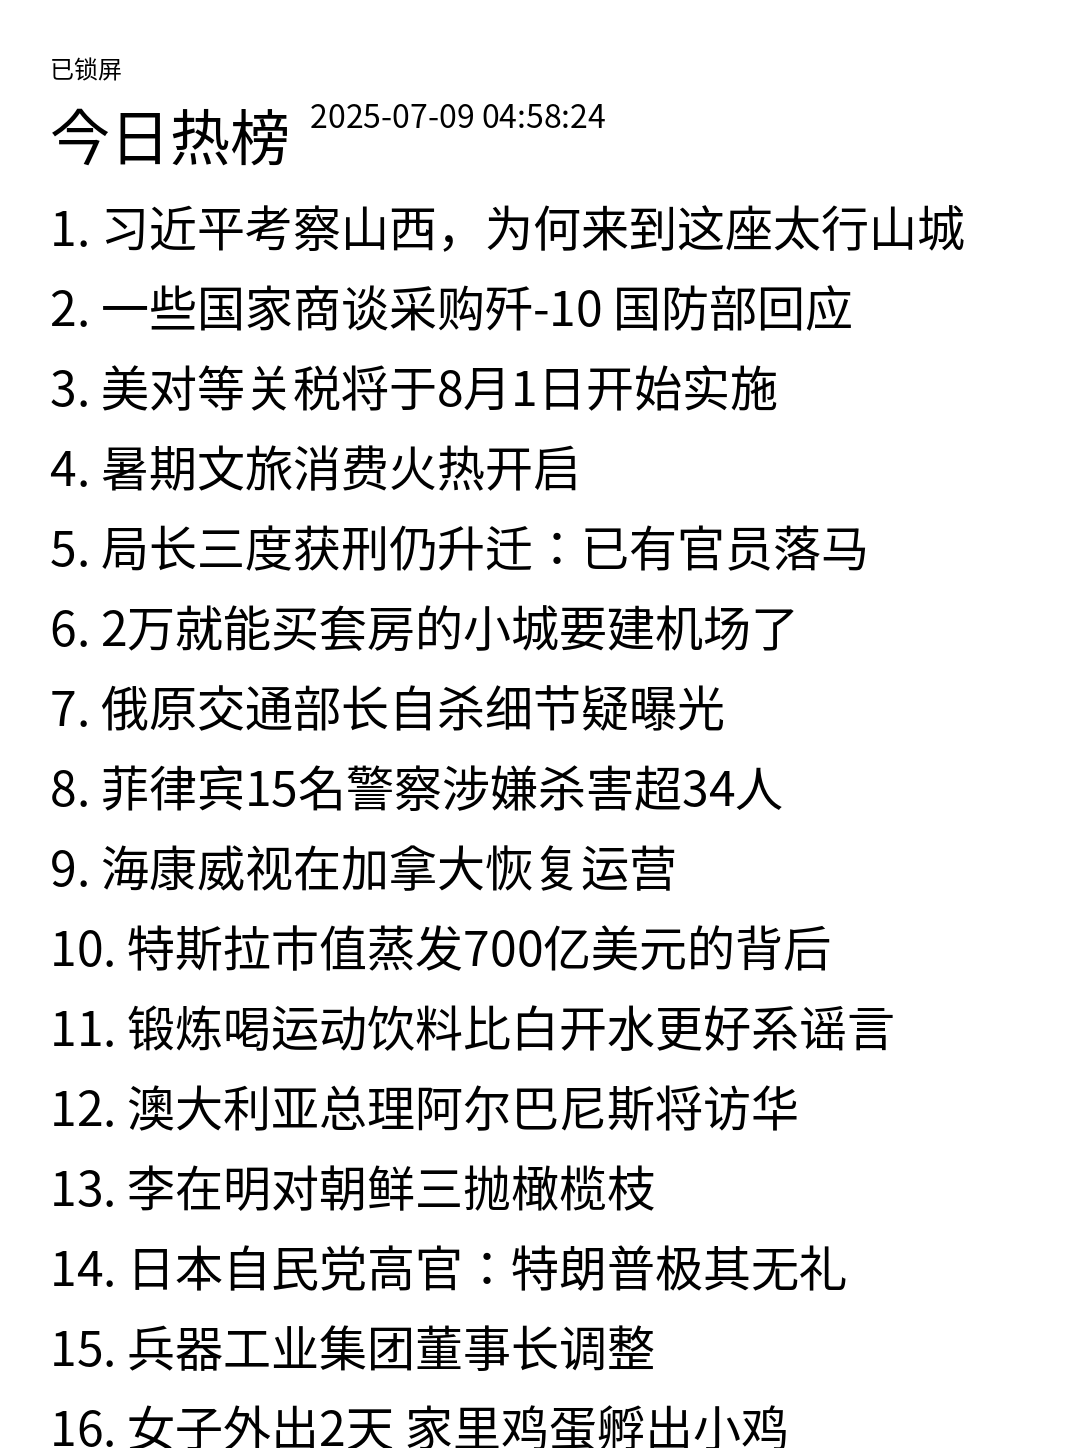 已锁屏
今日热榜 2025-07-09 04:58:24
1. 习近平考察山西，为何来到这座太行山城
2. 一些国家商谈采购歼-10 国防部回应
3. 美对等关税将于8月1日开始实施
4. 暑期文旅消费火热开启
5. 局长三度获刑仍升迁：已有官员落马
6. 2万就能买套房的小城要建机场了
7. 俄原交通部长自杀细节疑曝光
8. 菲律宾15名警察涉嫌杀害超34人
9. 海康威视在加拿大恢复运营
10. 特斯拉市值蒸发700亿美元的背后
11. 锻炼喝运动饮料比白开水更好系谣言
12. 澳大利亚总理阿尔巴尼斯将访华
13. 李在明对朝鲜三抛橄榄枝
14. 日本自民党高官：特朗普极其无礼
15. 兵器工业集团董事长调整
16. 女子外出2天 家里鸡蛋孵出小鸡